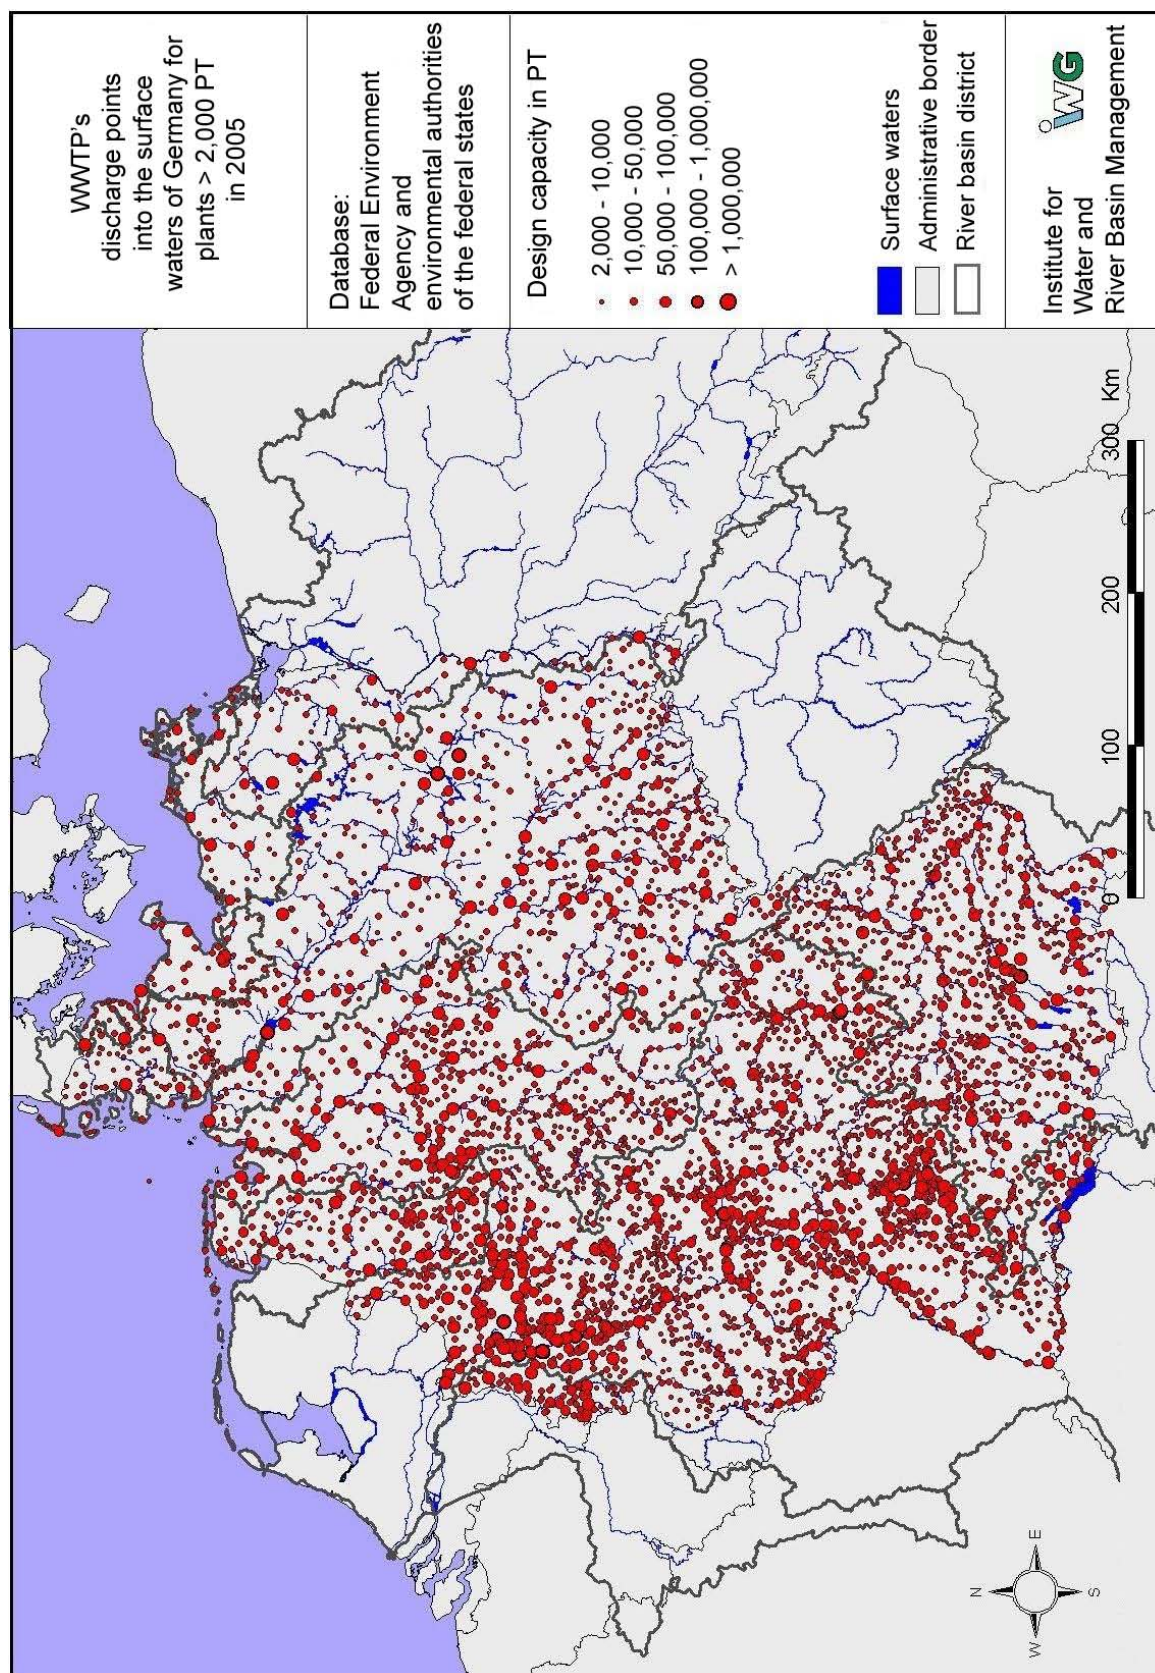 WWTP's
discharge points
into the surface
waters of Germany for
plants > 2,000 PT
in 2005
Database:
Federal Environment
Agency and
environmental authorities
of the federal states
Design capacity in PT
2,000 - 10,000
10,000 - 50,000
50,000 - 100,000
100,000 - 1,000,000
> 1,000,000
Surface waters
Administrative border
River basin district
Institute for
Water and
River Basin Management
iWG
0 100 200 300 Km
N
W E
S